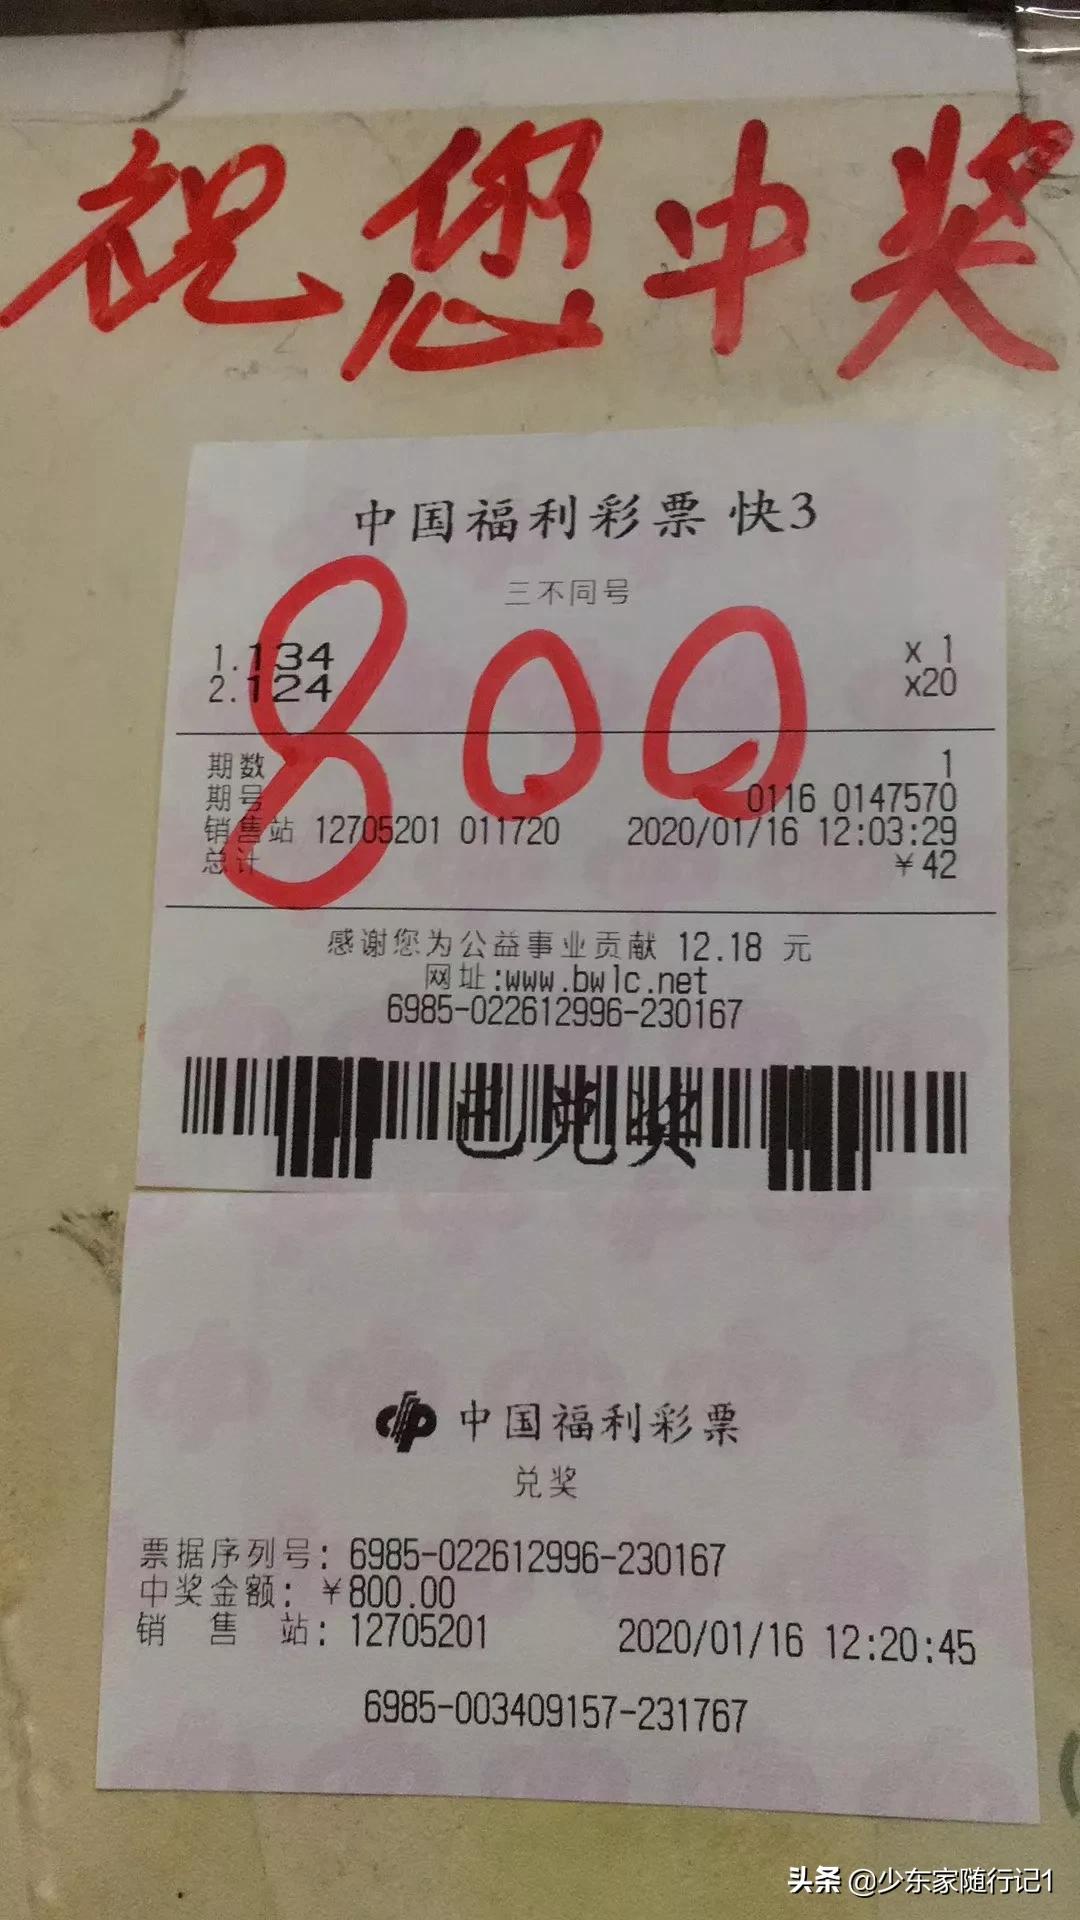 祝您中奖
中国福利彩票 快3
三不同号
1.134 x 1
2.124 x20
800
期数 1
期号 0116 0147570
销售站 12705201 011720 2020/01/16 12:03:29
总计 ¥42
感谢您为公益事业贡献 12.18 元
网址:www.bwlc.net
6985-022612996-230167
已兑奖
中国福利彩票
兑奖
票据序列号: 6985-022612996-230167
中奖金额: ¥800.00
销售站: 12705201 2020/01/16 12:20:45
6985-003409157-231767
头条 @少东家随行记1